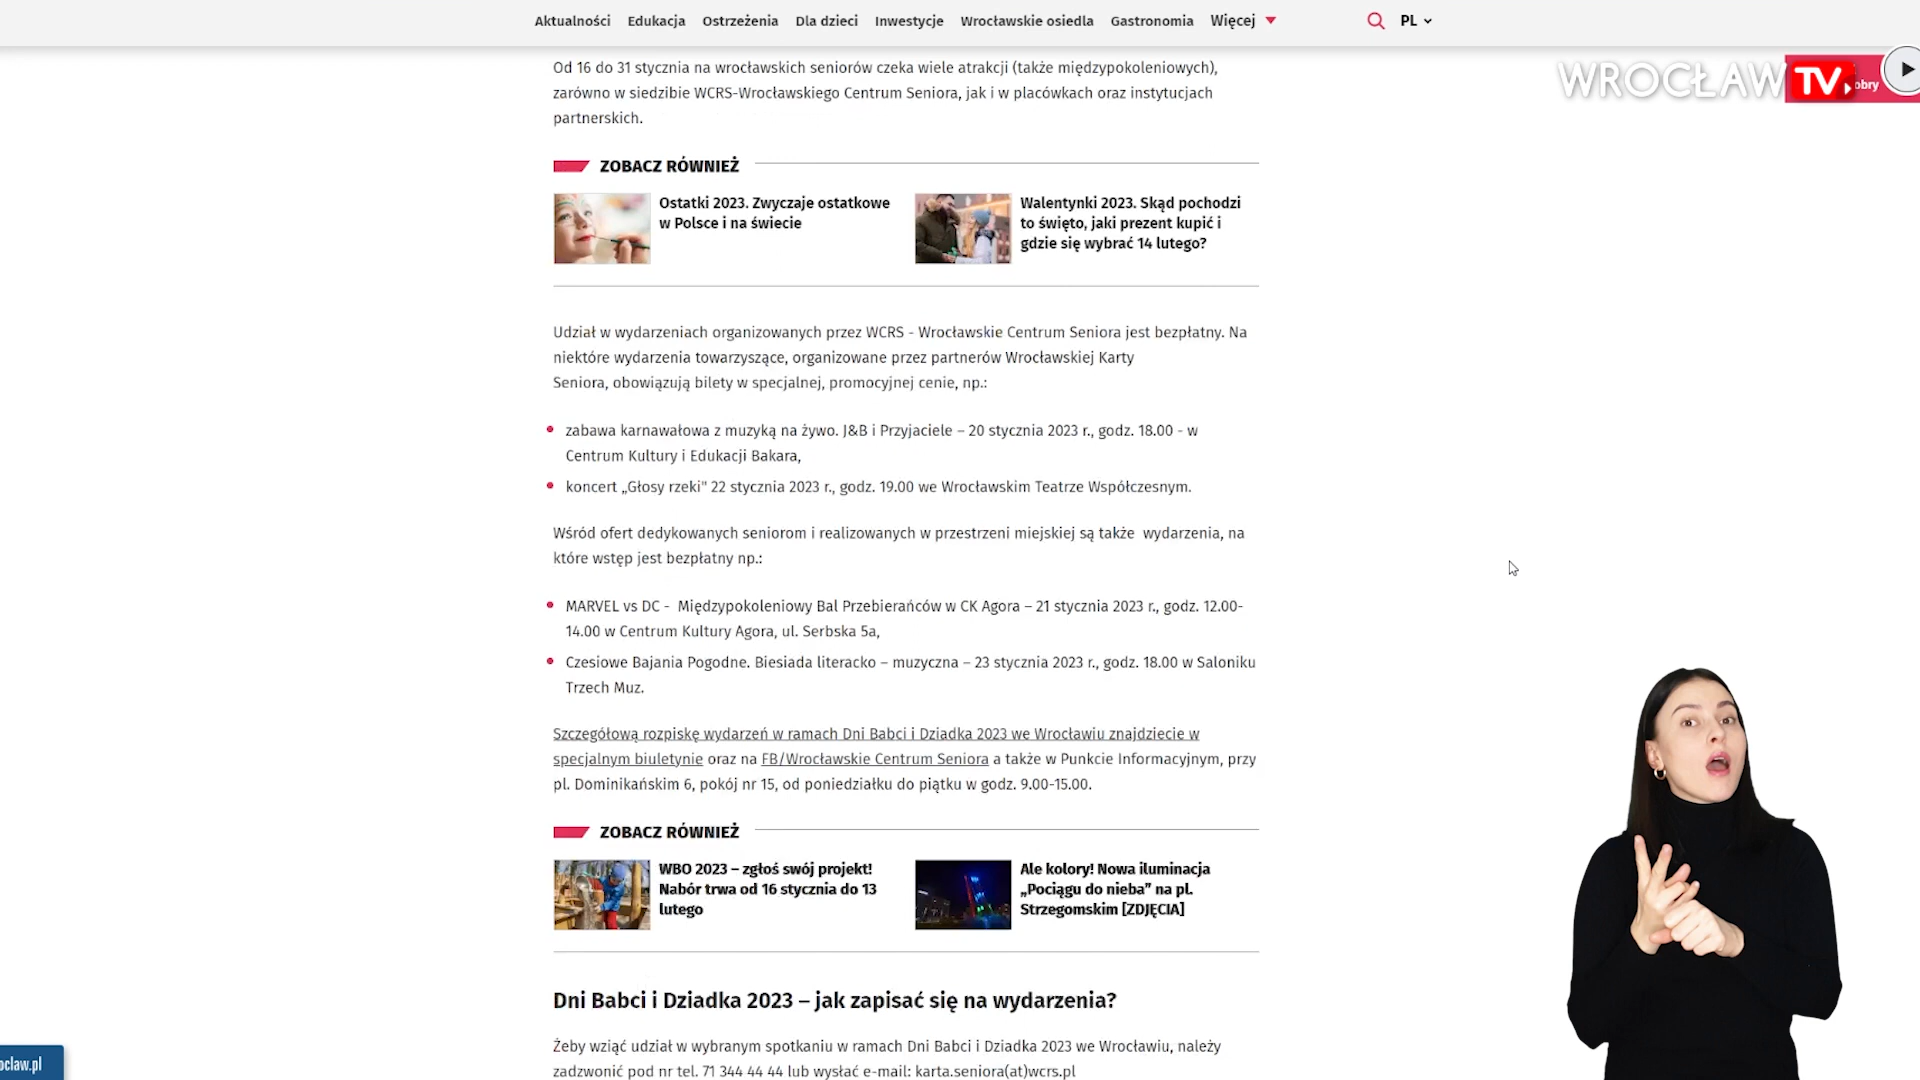 Aktualności Edukacja Ostrzeżenia Dla dzieci Inwestycje Wrocławskie osiedla Gastronomia Więcej PL
WROCŁAW TV
obry
Od 16 do 31 stycznia na wrocławskich seniorów czeka wiele atrakcji (także międzypokoleniowych),
zarówno w siedzibie WCRS-Wrocławskiego Centrum Seniora, jak i w placówkach oraz instytucjach
partnerskich.
ZOBACZ RÓWNIEŻ
Ostatki 2023. Zwyczaje ostatkowe
w Polsce i na świecie
Walentynki 2023. Skąd pochodzi
to święto, jaki prezent kupić i
gdzie się wybrać 14 lutego?
Udział w wydarzeniach organizowanych przez WCRS - Wrocławskie Centrum Seniora jest bezpłatny. Na
niektóre wydarzenia towarzyszące, organizowane przez partnerów Wrocławskiej Karty
Seniora, obowiązują bilety w specjalnej, promocyjnej cenie, np.:
zabawa karnawałowa z muzyką na żywo. J&B i Przyjaciele – 20 stycznia 2023 r., godz. 18.00 - w
Centrum Kultury i Edukacji Bakara,
koncert „Głosy rzeki" 22 stycznia 2023 r., godz. 19.00 we Wrocławskim Teatrze Współczesnym.
Wśród ofert dedykowanych seniorom i realizowanych w przestrzeni miejskiej są także wydarzenia, na
które wstęp jest bezpłatny np.:
MARVEL vs DC - Międzypokoleniowy Bal Przebierańców w CK Agora – 21 stycznia 2023 r., godz. 12.00-
14.00 w Centrum Kultury Agora, ul. Serbska 5a,
Czesiowe Bajania Pogodne. Biesiada literacko – muzyczna – 23 stycznia 2023 r., godz. 18.00 w Saloniku
Trzech Muz.
Szczegółową rozpiskę wydarzeń w ramach Dni Babci i Dziadka 2023 we Wrocławiu znajdziecie w
specjalnym biuletynie oraz na FB/Wrocławskie Centrum Seniora a także w Punkcie Informacyjnym, przy
pl. Dominikańskim 6, pokój nr 15, od poniedziałku do piątku w godz. 9.00-15.00.
ZOBACZ RÓWNIEŻ
WBO 2023 – zgłoś swój projekt!
Nabór trwa od 16 stycznia do 13
lutego
Ale kolory! Nowa iluminacja
„Pociągu do nieba” na pl.
Strzegomskim [ZDJĘCIA]
Dni Babci i Dziadka 2023 – jak zapisać się na wydarzenia?
Żeby wziąć udział w wybranym spotkaniu w ramach Dni Babci i Dziadka 2023 we Wrocławiu, należy
zadzwonić pod nr tel. 71 344 44 44 lub wysłać e-mail: karta.seniora(at)wcrs.pl
oclaw.pl